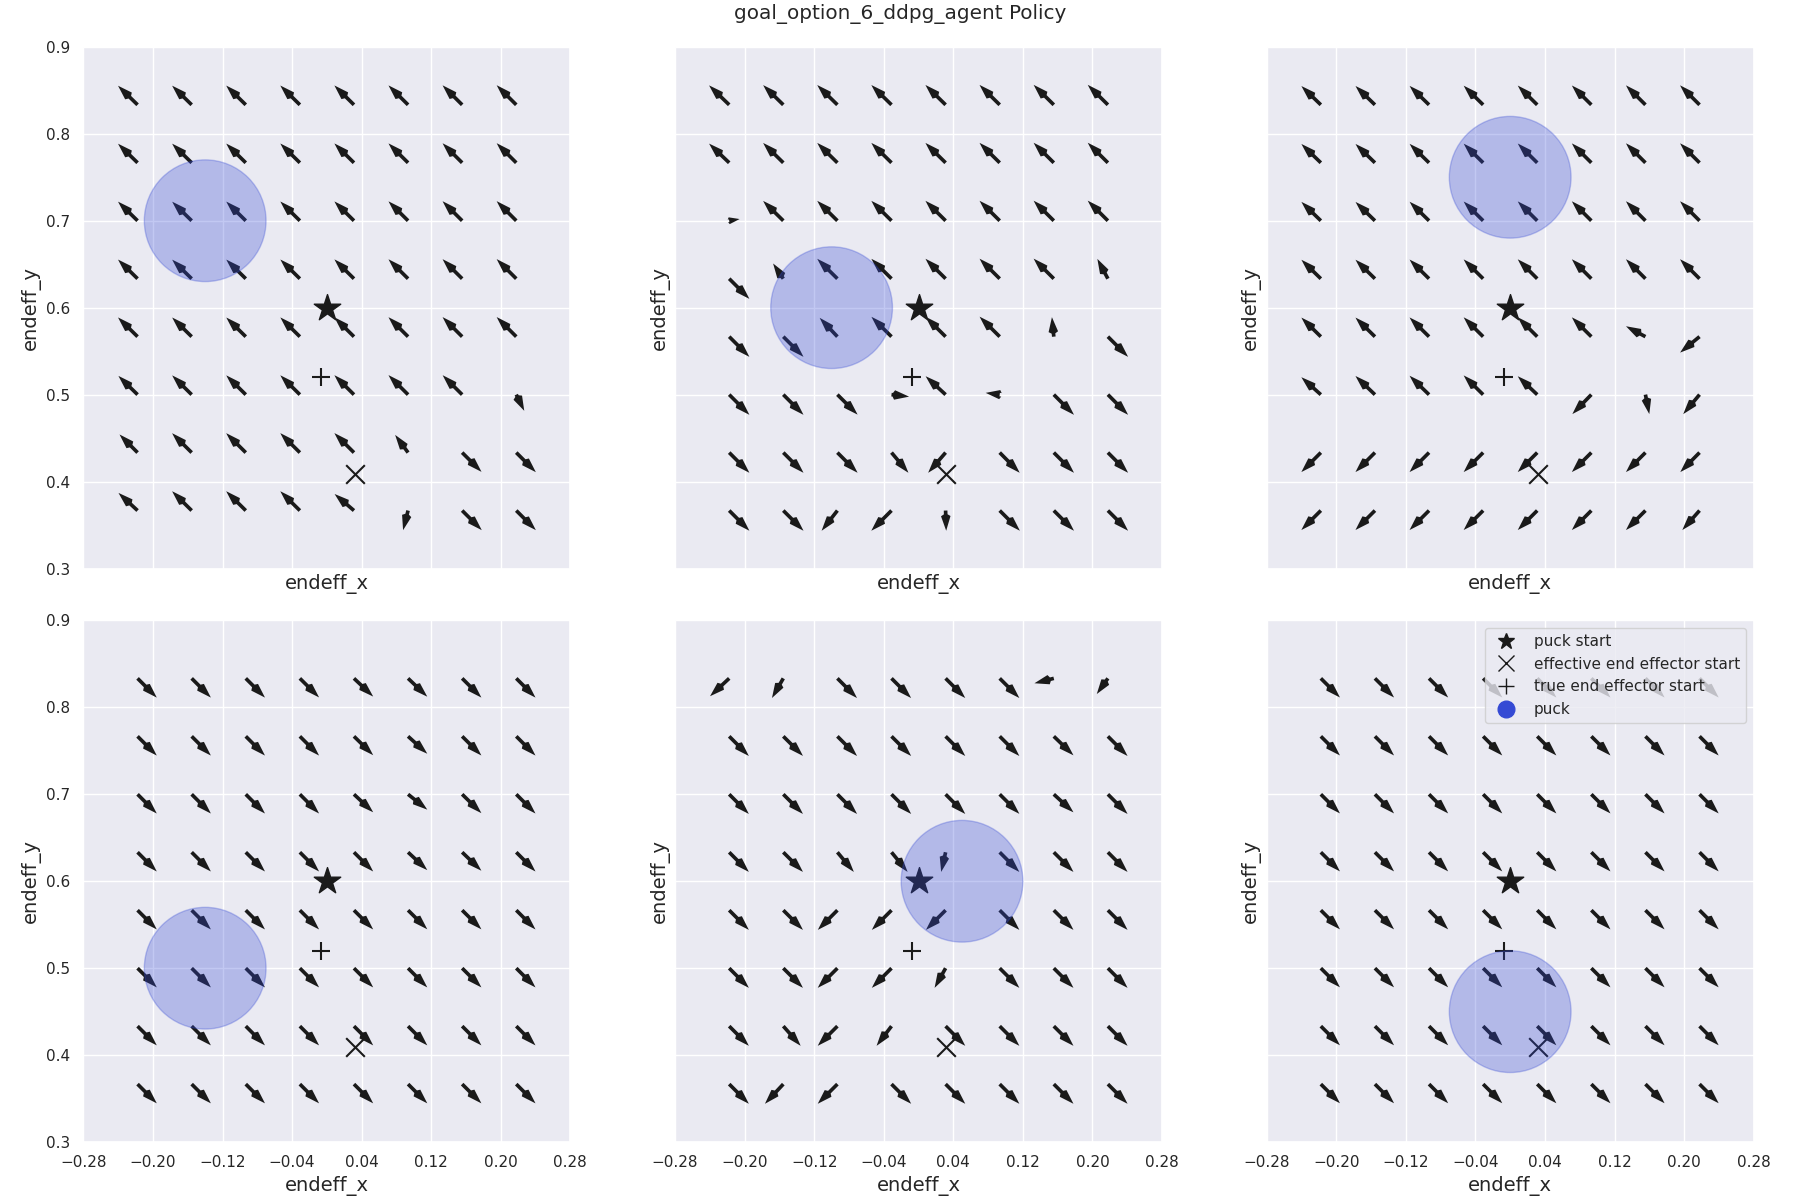 goal_option_6_ddpg_agent Policy
0.9
0.8
0.7
0.6
0.5
0.4
0.3
endeff_y
endeff_x
endeff_y
endeff_x
endeff_y
endeff_x
0.9
0.8
0.7
0.6
0.5
0.4
0.3
endeff_y
−0.28 −0.20 −0.12 −0.04 0.04 0.12 0.20 0.28
endeff_x
endeff_y
−0.28 −0.20 −0.12 −0.04 0.04 0.12 0.20 0.28
endeff_x
endeff_y
puck start
effective end effector start
true end effector start
puck
−0.28 −0.20 −0.12 −0.04 0.04 0.12 0.20 0.28
endeff_x